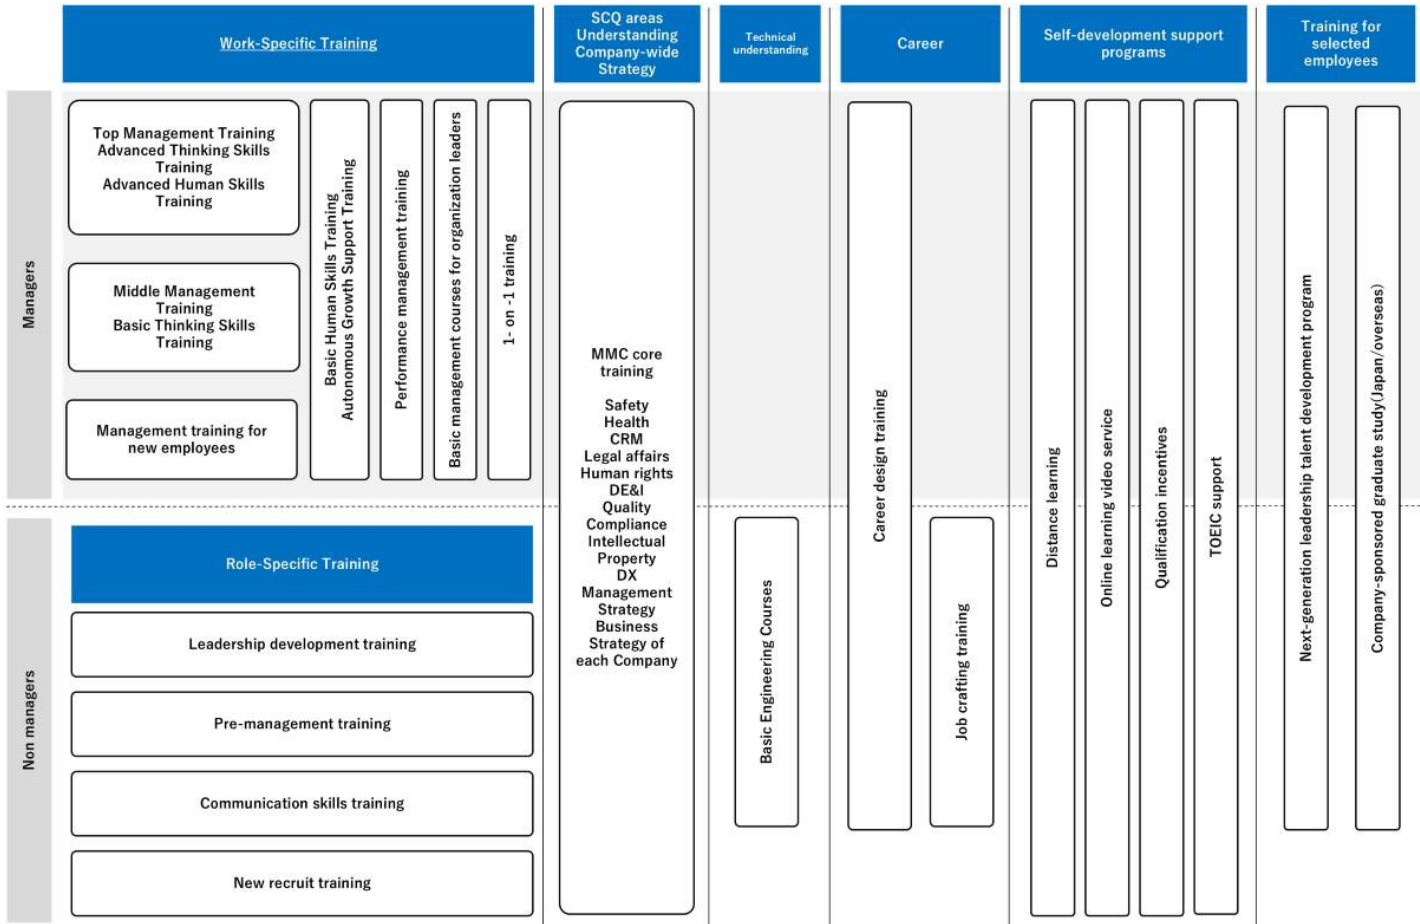 Work-Specific Training
SCQ areas
Understanding
Company-wide
Strategy
Technical
understanding
Career
Self-development support
programs
Training for
selected
employees
Managers
Top Management Training
Advanced Thinking Skills
Training
Advanced Human Skills
Training
Middle Management
Training
Basic Thinking Skills
Training
Management training for
new employees
Basic Human Skills Training
Autonomous Growth Support Training
Performance management training
Basic management courses for organization leaders
1- on -1 training
MMC core
training
Safety
Health
CRM
Legal affairs
Human rights
DE&I
Quality
Compliance
Intellectual
Property
DX
Management
Strategy
Business
Strategy of
each Company
Career design training
Distance learning
Online learning video service
Qualification incentives
TOEIC support
Next-generation leadership talent development program
Company-sponsored graduate study(Japan/overseas)
Non managers
Role-Specific Training
Leadership development training
Pre-management training
Communication skills training
New recruit training
Basic Engineering Courses
Job crafting training